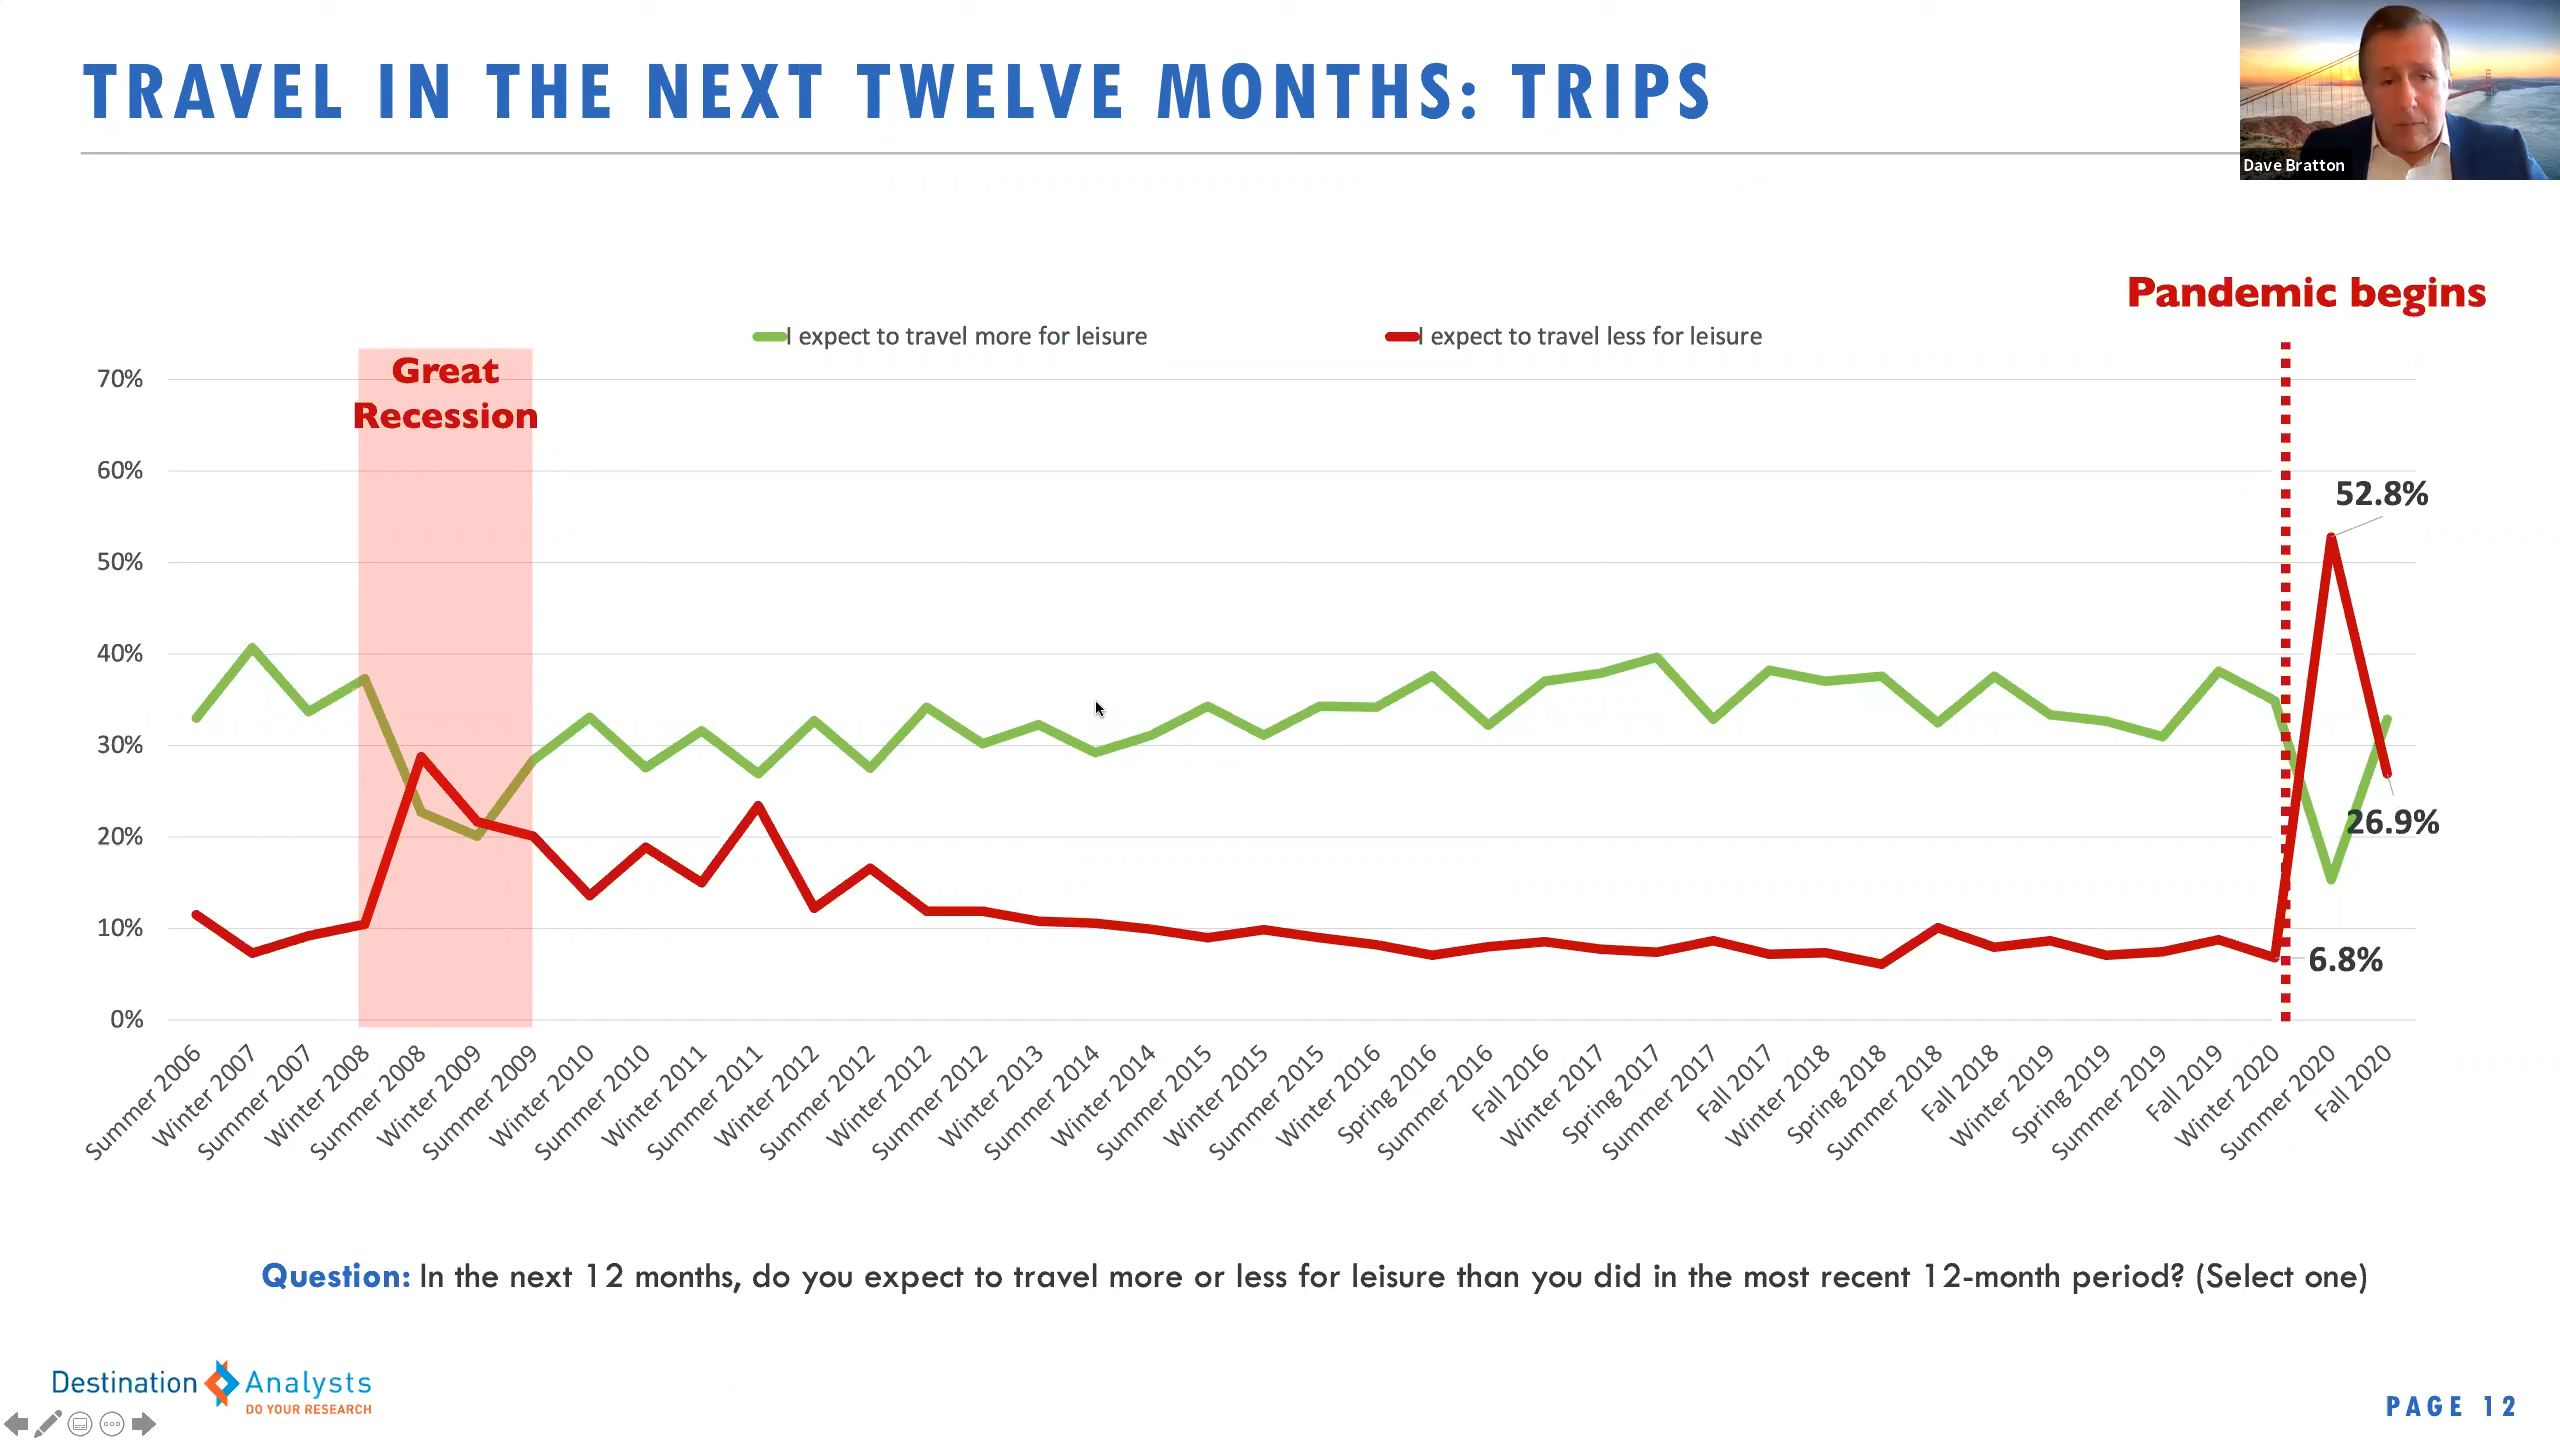 TRAVEL IN THE NEXT TWELVE MONTHS: TRIPS
Dave Bratton
Pandemic begins
I expect to travel more for leisure
I expect to travel less for leisure
Great
Recession
70%
60%
50%
40%
30%
20%
10%
0%
52.8%
26.9%
6.8%
Summer 2006
Winter 2007
Summer 2007
Winter 2008
Summer 2008
Winter 2009
Summer 2009
Winter 2010
Summer 2010
Winter 2011
Summer 2011
Winter 2012
Summer 2012
Winter 2012
Summer 2012
Winter 2013
Summer 2014
Winter 2014
Summer 2015
Winter 2015
Summer 2015
Winter 2016
Spring 2016
Summer 2016
Fall 2016
Winter 2017
Spring 2017
Summer 2017
Fall 2017
Winter 2018
Spring 2018
Summer 2018
Fall 2018
Winter 2019
Spring 2019
Summer 2019
Fall 2019
Winter 2020
Summer 2020
Fall 2020
Question: In the next 12 months, do you expect to travel more or less for leisure than you did in the most recent 12-month period? (Select one)
Destination Analysts
DO YOUR RESEARCH
PAGE 12